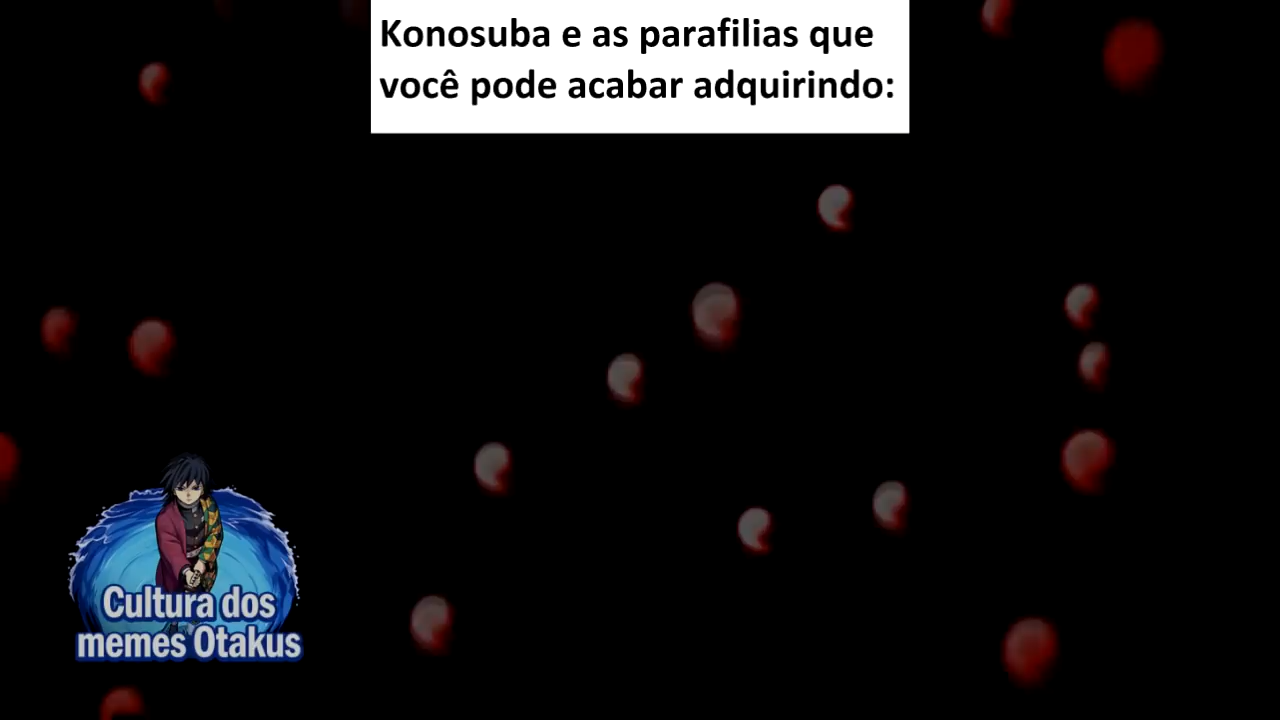 Konosuba e as parafilias que
você pode acabar adquirindo:
Cultura dos
memes Otakus